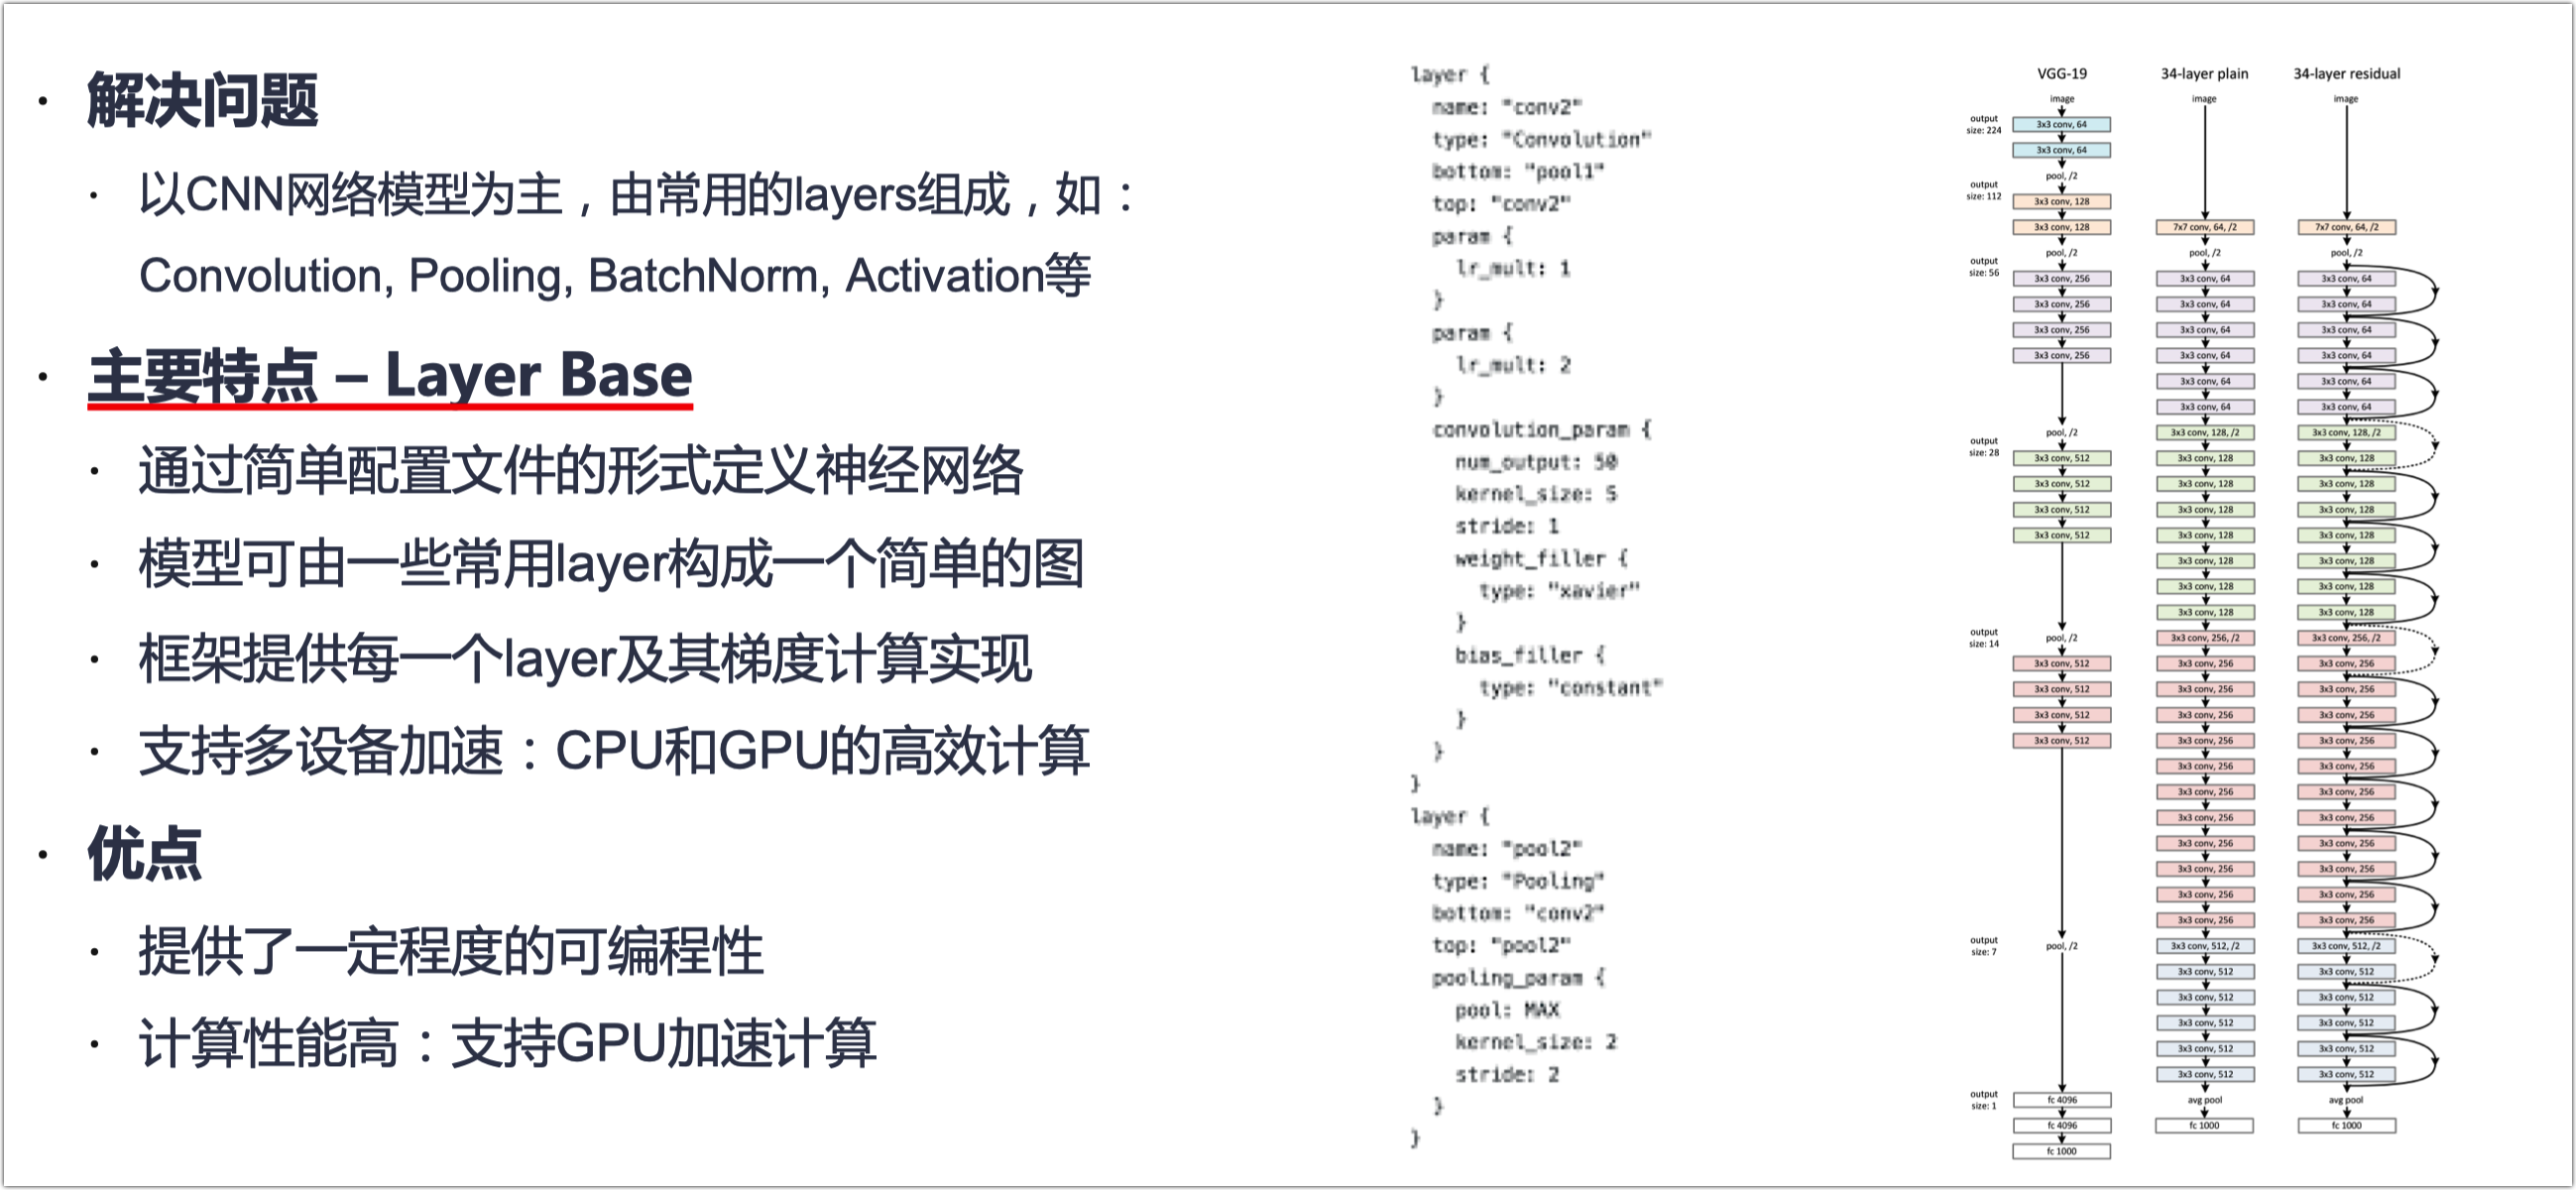 解决问题
以CNN网络模型为主，由常用的layers组成，如：
Convolution, Pooling, BatchNorm, Activation等
主要特点 – Layer Base
通过简单配置文件的形式定义神经网络
模型可由一些常用layer构成一个简单的图
框架提供每一个layer及其梯度计算实现
支持多设备加速：CPU和GPU的高效计算
优点
提供了一定程度的可编程性
计算性能高：支持GPU加速计算
layer {
name: "conv2"
type: "Convolution"
bottom: "pool1"
top: "conv2"
param {
lr_mult: 1
}
param {
lr_mult: 2
}
convolution_param {
num_output: 50
kernel_size: 5
stride: 1
weight_filler {
type: "xavier"
}
bias_filler {
type: "constant"
}
}
}
layer {
name: "pool2"
type: "Pooling"
bottom: "conv2"
top: "pool2"
pooling_param {
pool: MAX
kernel_size: 2
stride: 2
}
}
VGG-19
image
output
size: 224
3x3 conv, 64
3x3 conv, 64
output
size: 112
pool, /2
3x3 conv, 128
3x3 conv, 128
output
size: 56
pool, /2
3x3 conv, 256
3x3 conv, 256
3x3 conv, 256
3x3 conv, 256
output
size: 28
pool, /2
3x3 conv, 512
3x3 conv, 512
3x3 conv, 512
3x3 conv, 512
output
size: 14
pool, /2
3x3 conv, 512
3x3 conv, 512
3x3 conv, 512
3x3 conv, 512
output
size: 7
pool, /2
output
size: 1
fc 4096
fc 4096
fc 1000
34-layer plain
image
7x7 conv, 64, /2
pool, /2
3x3 conv, 64
3x3 conv, 64
3x3 conv, 64
3x3 conv, 64
3x3 conv, 64
3x3 conv, 64
3x3 conv, 128, /2
3x3 conv, 128
3x3 conv, 128
3x3 conv, 128
3x3 conv, 128
3x3 conv, 128
3x3 conv, 128
3x3 conv, 128
3x3 conv, 256, /2
3x3 conv, 256
3x3 conv, 256
3x3 conv, 256
3x3 conv, 256
3x3 conv, 256
3x3 conv, 256
3x3 conv, 256
3x3 conv, 256
3x3 conv, 256
3x3 conv, 256
3x3 conv, 256
3x3 conv, 512, /2
3x3 conv, 512
3x3 conv, 512
3x3 conv, 512
3x3 conv, 512
3x3 conv, 512
avg pool
fc 1000
34-layer residual
image
7x7 conv, 64, /2
pool, /2
3x3 conv, 64
3x3 conv, 64
3x3 conv, 64
3x3 conv, 64
3x3 conv, 64
3x3 conv, 64
3x3 conv, 128, /2
3x3 conv, 128
3x3 conv, 128
3x3 conv, 128
3x3 conv, 128
3x3 conv, 128
3x3 conv, 128
3x3 conv, 128
3x3 conv, 256, /2
3x3 conv, 256
3x3 conv, 256
3x3 conv, 256
3x3 conv, 256
3x3 conv, 256
3x3 conv, 256
3x3 conv, 256
3x3 conv, 256
3x3 conv, 256
3x3 conv, 256
3x3 conv, 256
3x3 conv, 512, /2
3x3 conv, 512
3x3 conv, 512
3x3 conv, 512
3x3 conv, 512
3x3 conv, 512
avg pool
fc 1000